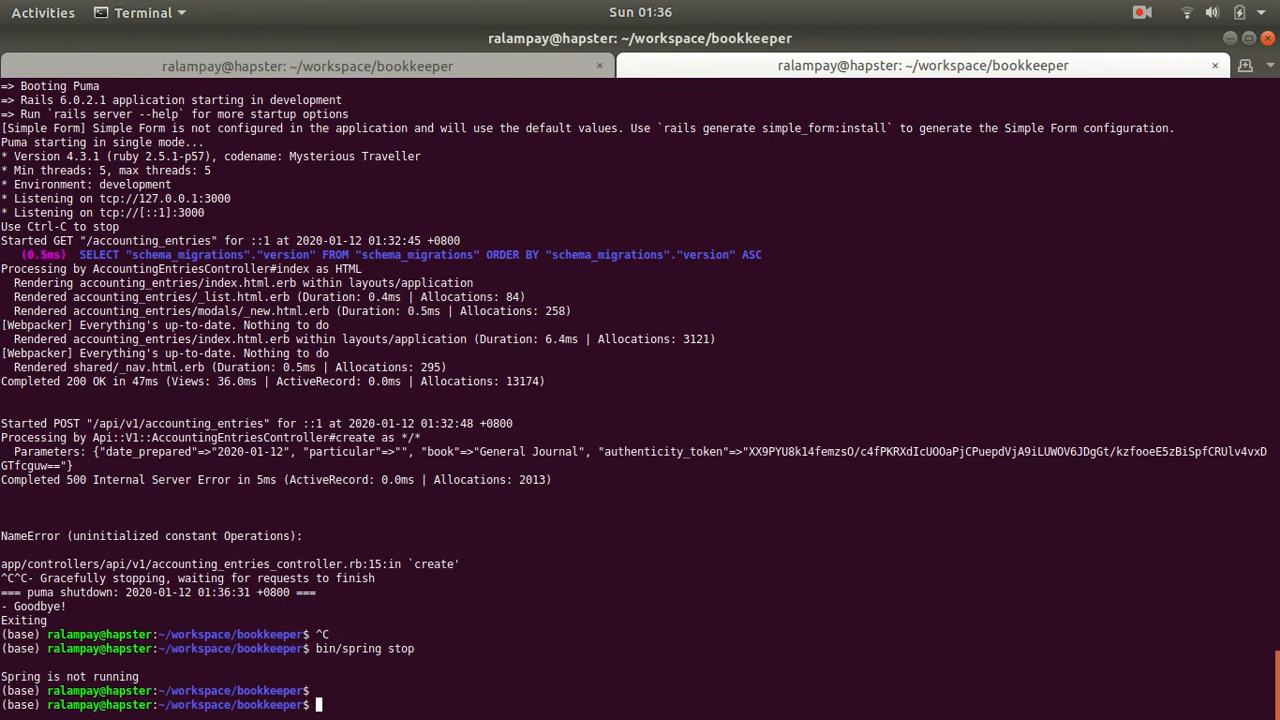 Activities Terminal Sun 01:36
ralampay@hapster: ~/workspace/bookkeeper
ralampay@hapster: ~/workspace/bookkeeper × ralampay@hapster: ~/workspace/bookkeeper ×
=> Booting Puma
=> Rails 6.0.2.1 application starting in development
=> Run `rails server --help` for more startup options
[Simple Form] Simple Form is not configured in the application and will use the default values. Use `rails generate simple_form:install` to generate the Simple Form configuration.
Puma starting in single mode...
* Version 4.3.1 (ruby 2.5.1-p57), codename: Mysterious Traveller
* Min threads: 5, max threads: 5
* Environment: development
* Listening on tcp://127.0.0.1:3000
* Listening on tcp://[::1]:3000
Use Ctrl-C to stop
Started GET "/accounting_entries" for ::1 at 2020-01-12 01:32:45 +0800
   (0.5ms)  SELECT "schema_migrations"."version" FROM "schema_migrations" ORDER BY "schema_migrations"."version" ASC
Processing by AccountingEntriesController#index as HTML
  Rendering accounting_entries/index.html.erb within layouts/application
  Rendered accounting_entries/_list.html.erb (Duration: 0.4ms | Allocations: 84)
  Rendered accounting_entries/modals/_new.html.erb (Duration: 0.5ms | Allocations: 258)
[Webpacker] Everything's up-to-date. Nothing to do
  Rendered accounting_entries/index.html.erb within layouts/application (Duration: 6.4ms | Allocations: 3121)
[Webpacker] Everything's up-to-date. Nothing to do
  Rendered shared/_nav.html.erb (Duration: 0.5ms | Allocations: 295)
Completed 200 OK in 47ms (Views: 36.0ms | ActiveRecord: 0.0ms | Allocations: 13174)
Started POST "/api/v1/accounting_entries" for ::1 at 2020-01-12 01:32:48 +0800
Processing by Api::V1::AccountingEntriesController#create as */*
  Parameters: {"date_prepared"=>"2020-01-12", "particular"=>"", "book"=>"General Journal", "authenticity_token"=>"XX9PYU8k14femzsO/c4fPKRXdIcUOOaPjCPuepdVjA9iLUWOV6JDgGt/kzfooeE5zBiSpfCRUlv4vxD
GTfcguw=="}
Completed 500 Internal Server Error in 5ms (ActiveRecord: 0.0ms | Allocations: 2013)
NameError (uninitialized constant Operations):
app/controllers/api/v1/accounting_entries_controller.rb:15:in `create'
^C^C- Gracefully stopping, waiting for requests to finish
=== puma shutdown: 2020-01-12 01:36:31 +0800 ===
- Goodbye!
Exiting
(base) ralampay@hapster:~/workspace/bookkeeper$ ^C
(base) ralampay@hapster:~/workspace/bookkeeper$ bin/spring stop
Spring is not running
(base) ralampay@hapster:~/workspace/bookkeeper$
(base) ralampay@hapster:~/workspace/bookkeeper$